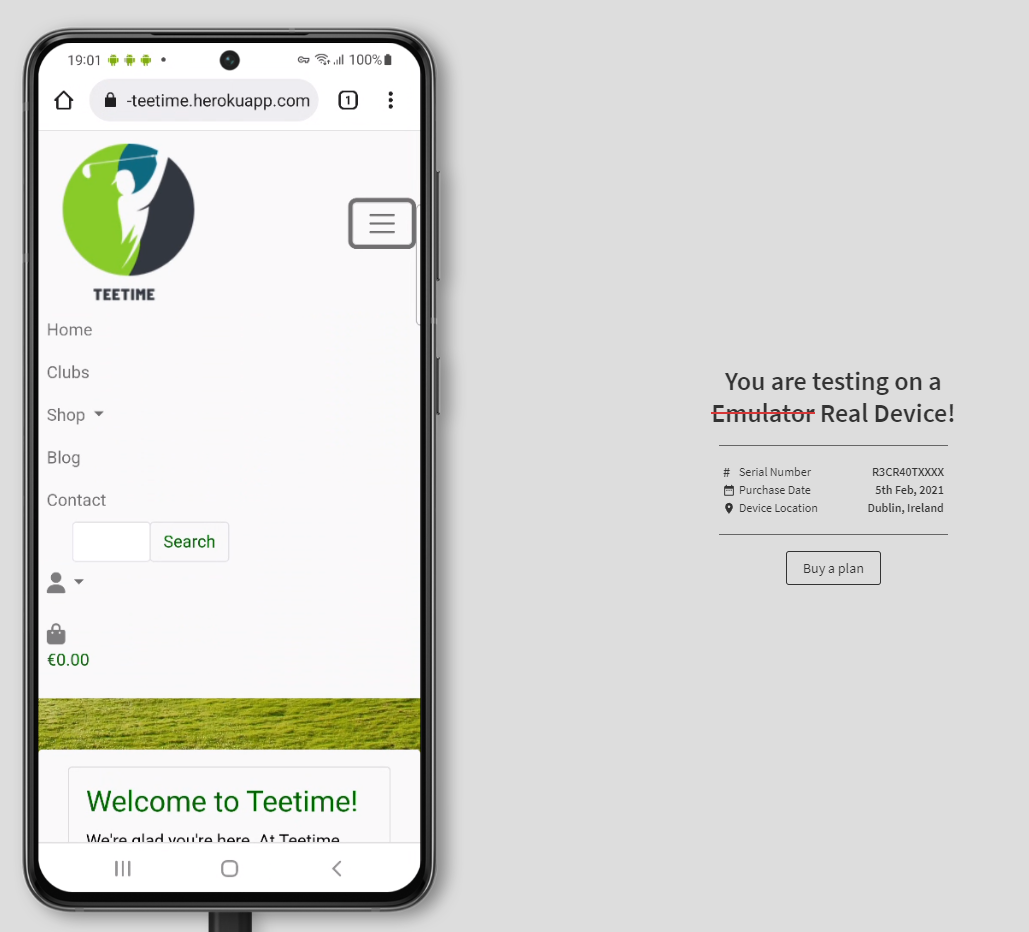 19:01
100%
-teetime.herokuapp.com
1
TEETIME
Home
Clubs
Shop
Blog
Contact
Search
€0.00
Welcome to Teetime!
We're glad you're here. At Teetime
You are testing on a
Emulator Real Device!
# Serial Number R3CR40TXXXX
Purchase Date 5th Feb, 2021
Device Location Dublin, Ireland
Buy a plan